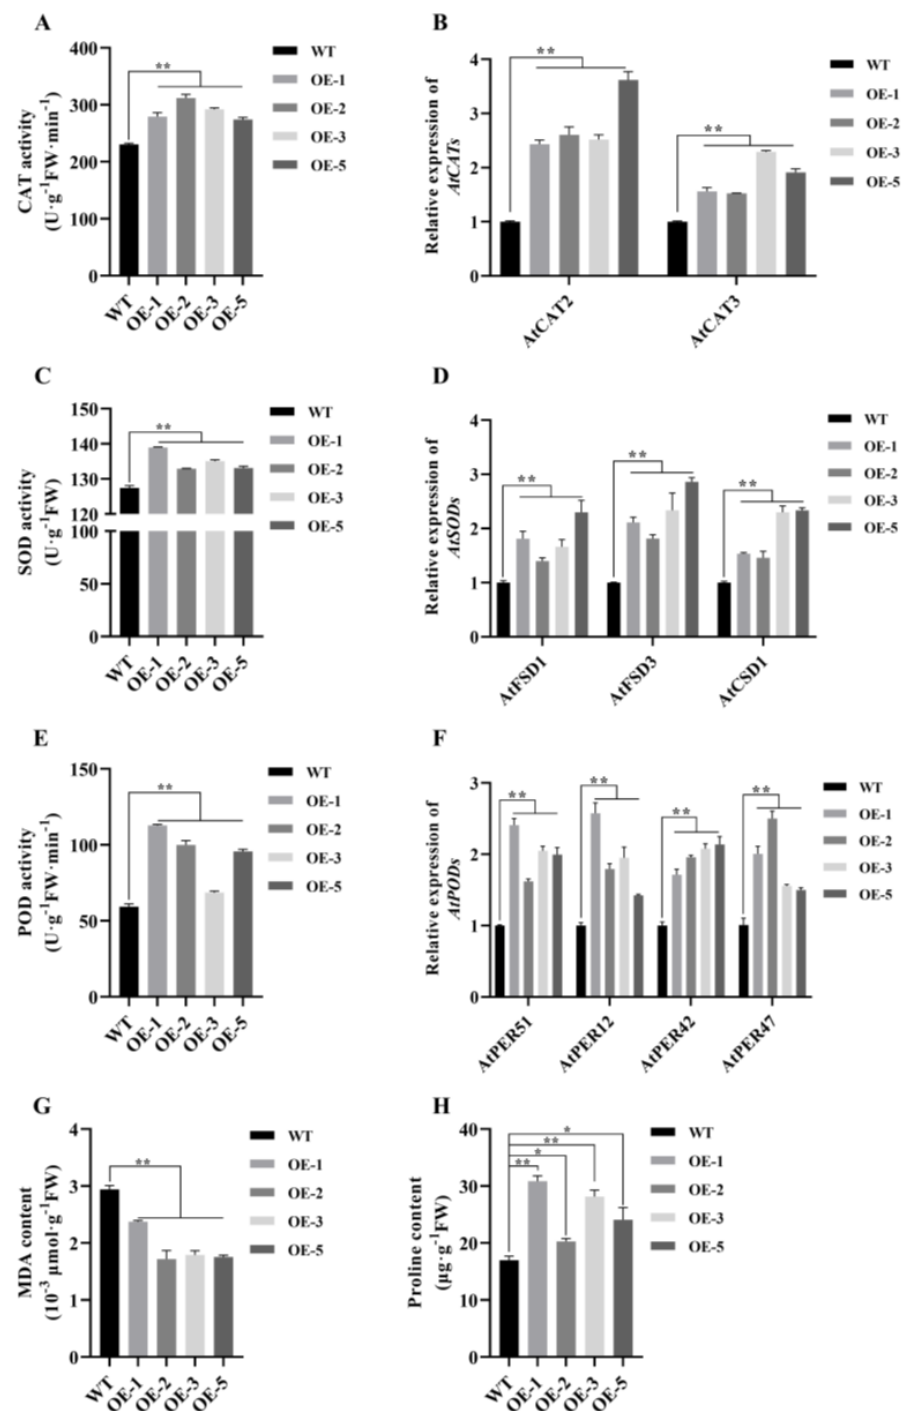 A
CAT activity
(U·g⁻¹FW·min⁻¹)
400
300
200
100
0
**
WT
OE-1
OE-2
OE-3
OE-5
WT
OE-1
OE-2
OE-3
OE-5
B
Relative expression of
AtCATs
4
3
2
1
0
**
**
AtCAT2
AtCAT3
WT
OE-1
OE-2
OE-3
OE-5
C
SOD activity
(U·g⁻¹FW)
150
140
130
120
100
50
0
**
WT
OE-1
OE-2
OE-3
OE-5
WT
OE-1
OE-2
OE-3
OE-5
D
Relative expression of
AtSODs
4
3
2
1
0
**
**
**
AtFSD1
AtFSD3
AtCSD1
WT
OE-1
OE-2
OE-3
OE-5
E
POD activity
(U·g⁻¹FW·min⁻¹)
150
100
50
0
**
WT
OE-1
OE-2
OE-3
OE-5
WT
OE-1
OE-2
OE-3
OE-5
F
Relative expression of
AtPODs
3
2
1
0
**
**
**
**
AtPER51
AtPER12
AtPER42
AtPER47
WT
OE-1
OE-2
OE-3
OE-5
G
MDA content
(10⁻³ μmol·g⁻¹FW)
4
3
2
1
0
**
WT
OE-1
OE-2
OE-3
OE-5
WT
OE-1
OE-2
OE-3
OE-5
H
Proline content
(μg·g⁻¹FW)
40
30
20
10
0
*
**
*
**
WT
OE-1
OE-2
OE-3
OE-5
WT
OE-1
OE-2
OE-3
OE-5